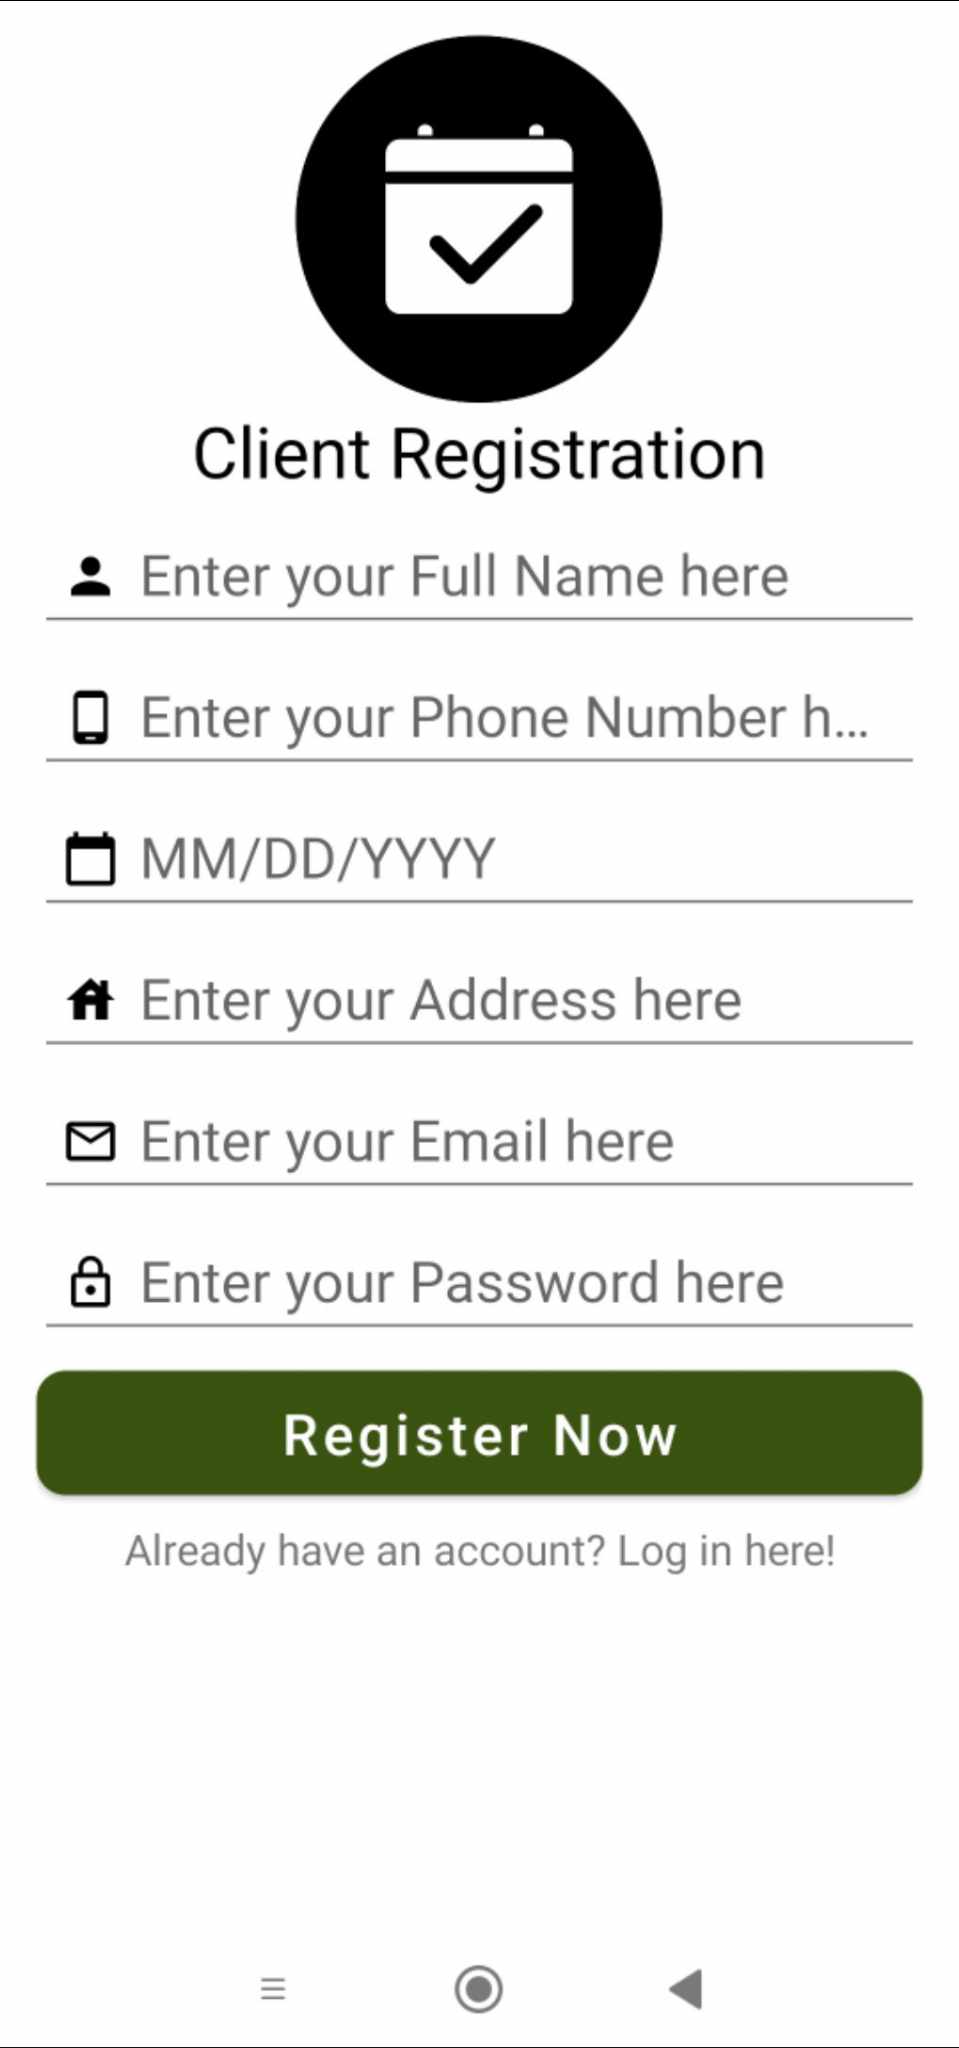 Client Registration
Enter your Full Name here
Enter your Phone Number h...
MM/DD/YYYY
Enter your Address here
Enter your Email here
Enter your Password here
Register Now
Already have an account? Log in here!